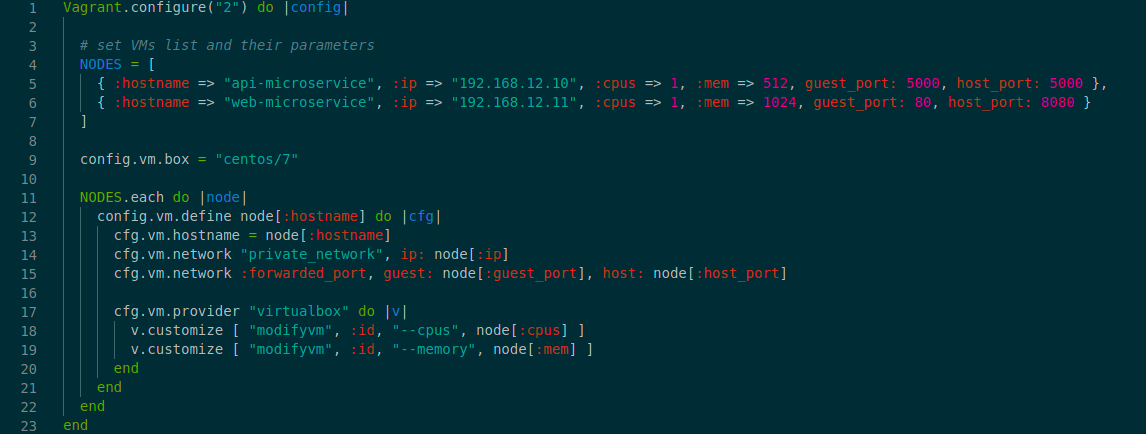 1 Vagrant.configure("2") do |config|
2
3 # set VMs list and their parameters
4 NODES = [
5 { :hostname => "api-microservice", :ip => "192.168.12.10", :cpus => 1, :mem => 512, guest_port: 5000, host_port: 5000 },
6 { :hostname => "web-microservice", :ip => "192.168.12.11", :cpus => 1, :mem => 1024, guest_port: 80, host_port: 8080 }
7 ]
8
9 config.vm.box = "centos/7"
10
11 NODES.each do |node|
12 config.vm.define node[:hostname] do |cfg|
13 cfg.vm.hostname = node[:hostname]
14 cfg.vm.network "private_network", ip: node[:ip]
15 cfg.vm.network :forwarded_port, guest: node[:guest_port], host: node[:host_port]
16
17 cfg.vm.provider "virtualbox" do |v|
18 v.customize [ "modifyvm", :id, "--cpus", node[:cpus] ]
19 v.customize [ "modifyvm", :id, "--memory", node[:mem] ]
20 end
21 end
22 end
23 end